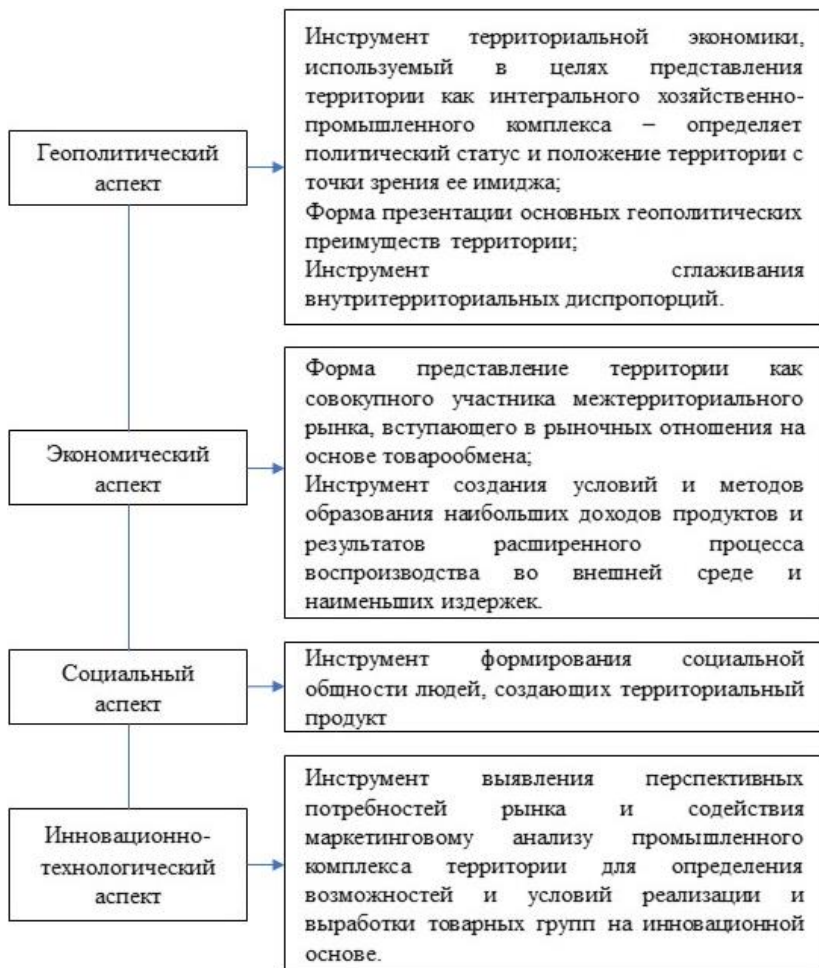 Геополитический
аспект
Инструмент территориальной экономики,
используемый в целях представления
территории как интегрального хозяйственно-
промышленного комплекса – определяет
политический статус и положение территории с
точки зрения ее имиджа;
Форма презентации основных геополитических
преимуществ территории;
Инструмент сглаживания
внутритерриториальных диспропорций.
Экономический
аспект
Форма представление территории как
совокупного участника межтерриториального
рынка, вступающего в рыночных отношения на
основе товарообмена;
Инструмент создания условий и методов
образования наибольших доходов продуктов и
результатов расширенного процесса
воспроизводства во внешней среде и
наименьших издержек.
Социальный
аспект
Инструмент формирования социальной
общности людей, создающих территориальный
продукт
Инновационно-
технологический
аспект
Инструмент выявления перспективных
потребностей рынка и содействия
маркетинговому анализу промышленного
комплекса территории для определения
возможностей и условий реализации и
выработки товарных групп на инновационной
основе.